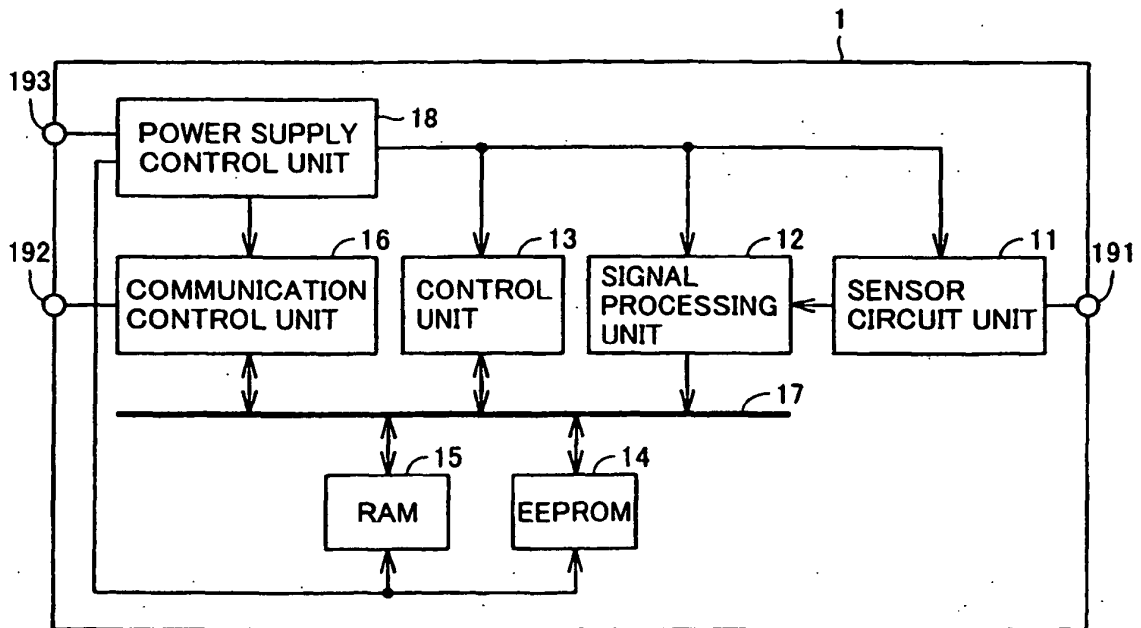 1
193
POWER SUPPLY
CONTROL UNIT
18
192
COMMUNICATION
CONTROL UNIT
16
CONTROL
UNIT
13
SIGNAL
PROCESSING
UNIT
12
SENSOR
CIRCUIT UNIT
11
191
17
RAM
15
EEPROM
14